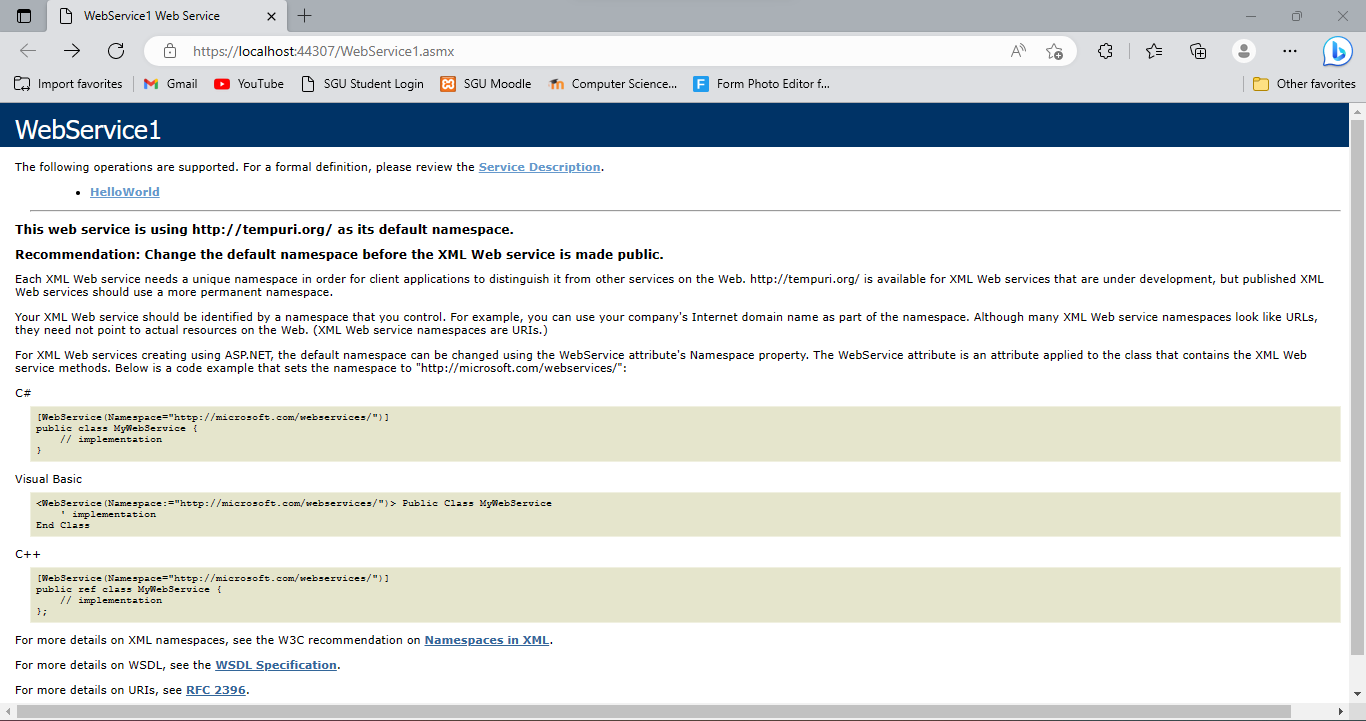 WebService1 Web Service
https://localhost:44307/WebService1.asmx
Import favorites
Gmail
YouTube
SGU Student Login
SGU Moodle
Computer Science...
Form Photo Editor f...
Other favorites
WebService1
The following operations are supported. For a formal definition, please review the Service Description.
• HelloWorld
This web service is using http://tempuri.org/ as its default namespace.
Recommendation: Change the default namespace before the XML Web service is made public.
Each XML Web service needs a unique namespace in order for client applications to distinguish it from other services on the Web. http://tempuri.org/ is available for XML Web services that are under development, but published XML
Web services should use a more permanent namespace.
Your XML Web service should be identified by a namespace that you control. For example, you can use your company's Internet domain name as part of the namespace. Although many XML Web service namespaces look like URLs,
they need not point to actual resources on the Web. (XML Web service namespaces are URIs.)
For XML Web services creating using ASP.NET, the default namespace can be changed using the WebService attribute's Namespace property. The WebService attribute is an attribute applied to the class that contains the XML Web
service methods. Below is a code example that sets the namespace to "http://microsoft.com/webservices/":
C#
[WebService(Namespace="http://microsoft.com/webservices/")]
public class MyWebService {
    // implementation
}
Visual Basic
<WebService(Namespace:="http://microsoft.com/webservices/")> Public Class MyWebService
    ' implementation
End Class
C++
[WebService(Namespace="http://microsoft.com/webservices/")]
public ref class MyWebService {
    // implementation
};
For more details on XML namespaces, see the W3C recommendation on Namespaces in XML.
For more details on WSDL, see the WSDL Specification.
For more details on URIs, see RFC 2396.